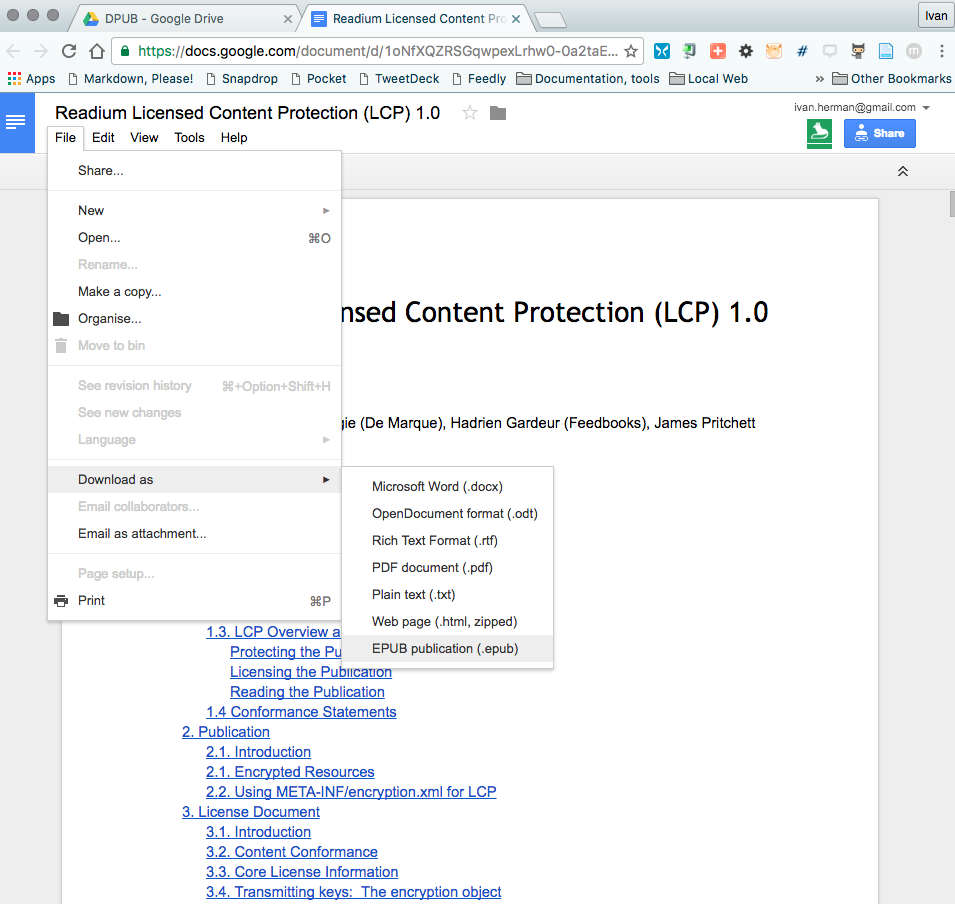 DPUB - Google Drive
Readium Licensed Content Pro
Ivan
https://docs.google.com/document/d/1oNfXQZRSGqwpexLrhw0-0a2taE...
Apps
Markdown, Please!
Snapdrop
Pocket
TweetDeck
Feedly
Documentation, tools
Local Web
»
Other Bookmarks
Readium Licensed Content Protection (LCP) 1.0
ivan.herman@gmail.com
File Edit View Tools Help
Share
Share...
New
Open... ⌘O
Rename...
Make a copy...
Organise...
Move to bin
See revision history ⌘+Option+Shift+H
See new changes
Language
Download as
Email collaborators...
Email as attachment...
Page setup...
Print ⌘P
Microsoft Word (.docx)
OpenDocument format (.odt)
Rich Text Format (.rtf)
PDF document (.pdf)
Plain text (.txt)
Web page (.html, zipped)
EPUB publication (.epub)
nsed Content Protection (LCP) 1.0
gie (De Marque), Hadrien Gardeur (Feedbooks), James Pritchett
1.3. LCP Overview a
Protecting the Pu
Licensing the Publication
Reading the Publication
1.4 Conformance Statements
2. Publication
2.1. Introduction
2.1. Encrypted Resources
2.2. Using META-INF/encryption.xml for LCP
3. License Document
3.1. Introduction
3.2. Content Conformance
3.3. Core License Information
3.4. Transmitting keys: The encryption object